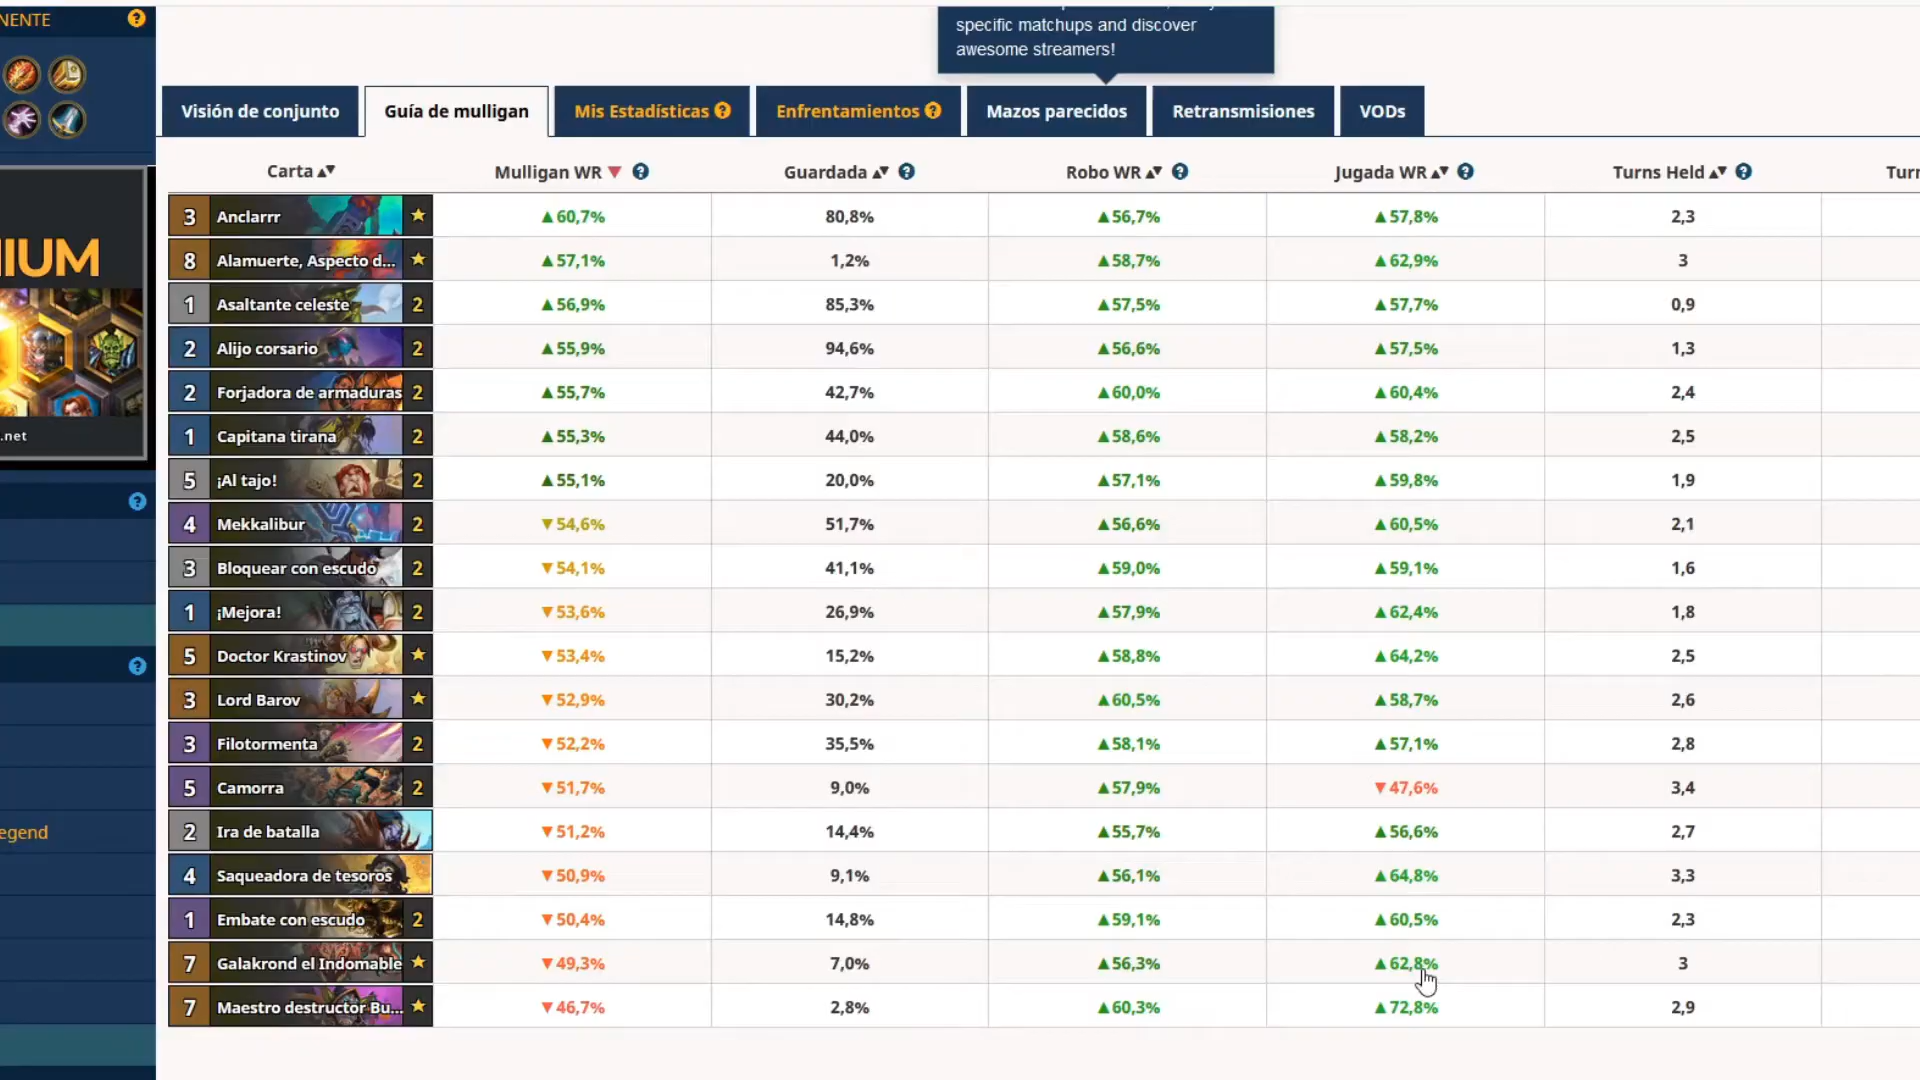 NENTE
specific matchups and discover
awesome streamers!
Visión de conjunto
Guía de mulligan
Mis Estadísticas
Enfrentamientos
Mazos parecidos
Retransmisiones
VODs
IUM
.net
egend
Carta Mulligan WR Guardada Robo WR Jugada WR Turns Held Turn
3 Anclarrr ★ ▲60,7% 80,8% ▲56,7% ▲57,8% 2,3
8 Alamuerte, Aspecto d... ★ ▲57,1% 1,2% ▲58,7% ▲62,9% 3
1 Asaltante celeste 2 ▲56,9% 85,3% ▲57,5% ▲57,7% 0,9
2 Alijo corsario 2 ▲55,9% 94,6% ▲56,6% ▲57,5% 1,3
2 Forjadora de armaduras 2 ▲55,7% 42,7% ▲60,0% ▲60,4% 2,4
1 Capitana tirana 2 ▲55,3% 44,0% ▲58,6% ▲58,2% 2,5
5 ¡Al tajo! 2 ▲55,1% 20,0% ▲57,1% ▲59,8% 1,9
4 Mekkalibur 2 ▼54,6% 51,7% ▲56,6% ▲60,5% 2,1
3 Bloquear con escudo 2 ▼54,1% 41,1% ▲59,0% ▲59,1% 1,6
1 ¡Mejora! 2 ▼53,6% 26,9% ▲57,9% ▲62,4% 1,8
5 Doctor Krastinov ★ ▼53,4% 15,2% ▲58,8% ▲64,2% 2,5
3 Lord Barov ★ ▼52,9% 30,2% ▲60,5% ▲58,7% 2,6
3 Filotormenta 2 ▼52,2% 35,5% ▲58,1% ▲57,1% 2,8
5 Camorra 2 ▼51,7% 9,0% ▲57,9% ▼47,6% 3,4
2 Ira de batalla ▼51,2% 14,4% ▲55,7% ▲56,6% 2,7
4 Saqueadora de tesoros ▼50,9% 9,1% ▲56,1% ▲64,8% 3,3
1 Embate con escudo 2 ▼50,4% 14,8% ▲59,1% ▲60,5% 2,3
7 Galakrond el Indomable ★ ▼49,3% 7,0% ▲56,3% ▲62,8% 3
7 Maestro destructor Bu... ★ ▼46,7% 2,8% ▲60,3% ▲72,8% 2,9